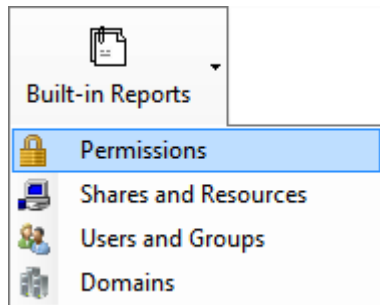 Built-in Reports
Permissions
Shares and Resources
Users and Groups
Domains